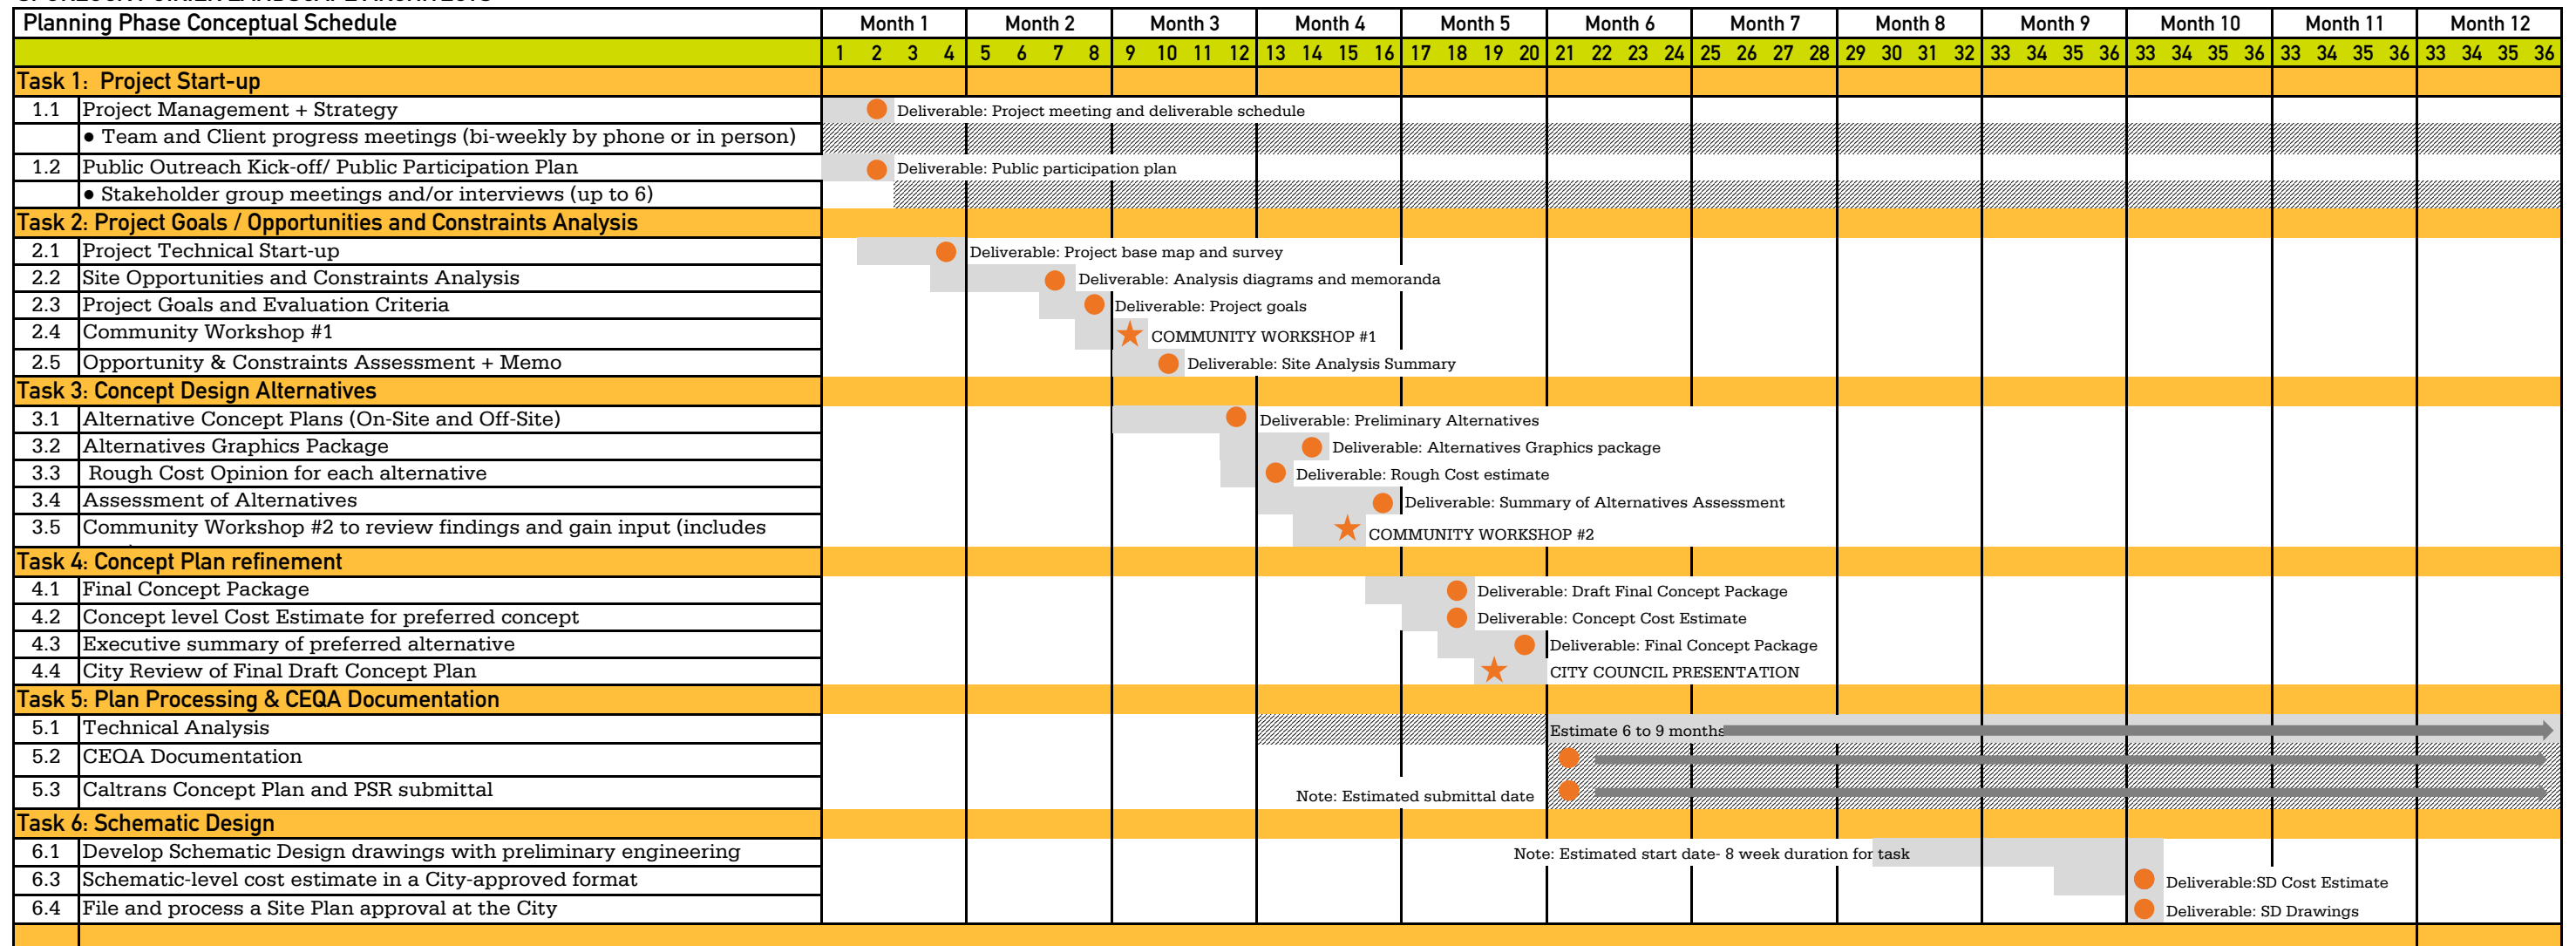 Planning Phase Conceptual Schedule Month 1 Month 2 Month 3 Month 4 Month 5 Month 6 Month 7 Month 8 Month 9 Month 10 Month 11 Month 12
1 2 3 4 5 6 7 8 9 10 11 12 13 14 15 16 17 18 19 20 21 22 23 24 25 26 27 28 29 30 31 32 33 34 35 36 33 34 35 36 33 34 35 36 33 34 35 36
Task 1: Project Start-up
1.1 Project Management + Strategy Deliverable: Project meeting and deliverable schedule
● Team and Client progress meetings (bi-weekly by phone or in person)
1.2 Public Outreach Kick-off/ Public Participation Plan Deliverable: Public participation plan
● Stakeholder group meetings and/or interviews (up to 6)
Task 2: Project Goals / Opportunities and Constraints Analysis
2.1 Project Technical Start-up Deliverable: Project base map and survey
2.2 Site Opportunities and Constraints Analysis Deliverable: Analysis diagrams and memoranda
2.3 Project Goals and Evaluation Criteria Deliverable: Project goals
2.4 Community Workshop #1 COMMUNITY WORKSHOP #1
2.5 Opportunity & Constraints Assessment + Memo Deliverable: Site Analysis Summary
Task 3: Concept Design Alternatives
3.1 Alternative Concept Plans (On-Site and Off-Site) Deliverable: Preliminary Alternatives
3.2 Alternatives Graphics Package Deliverable: Alternatives Graphics package
3.3 Rough Cost Opinion for each alternative Deliverable: Rough Cost estimate
3.4 Assessment of Alternatives Deliverable: Summary of Alternatives Assessment
3.5 Community Workshop #2 to review findings and gain input (includes COMMUNITY WORKSHOP #2
Task 4: Concept Plan refinement
4.1 Final Concept Package Deliverable: Draft Final Concept Package
4.2 Concept level Cost Estimate for preferred concept Deliverable: Concept Cost Estimate
4.3 Executive summary of preferred alternative Deliverable: Final Concept Package
4.4 City Review of Final Draft Concept Plan CITY COUNCIL PRESENTATION
Task 5: Plan Processing & CEQA Documentation
5.1 Technical Analysis Estimate 6 to 9 months
5.2 CEQA Documentation
5.3 Caltrans Concept Plan and PSR submittal Note: Estimated submittal date
Task 6: Schematic Design
6.1 Develop Schematic Design drawings with preliminary engineering Note: Estimated start date- 8 week duration for task
6.3 Schematic-level cost estimate in a City-approved format Deliverable:SD Cost Estimate
6.4 File and process a Site Plan approval at the City Deliverable: SD Drawings